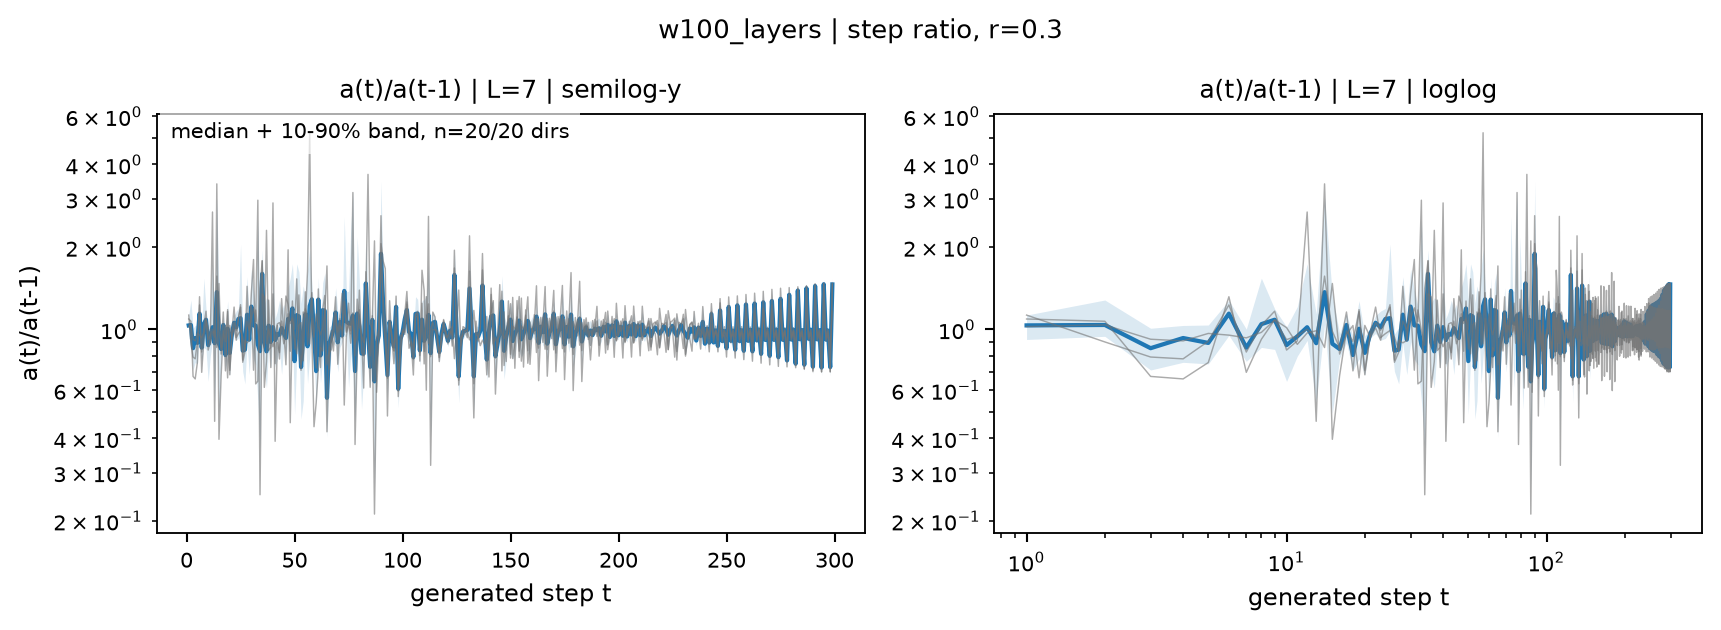 w100_layers | step ratio, r=0.3
a(t)/a(t-1) | L=7 | semilog-y
median + 10-90% band, n=20/20 dirs
a(t)/a(t-1)
6 × 10⁰
4 × 10⁰
3 × 10⁰
2 × 10⁰
10⁰
6 × 10⁻¹
4 × 10⁻¹
3 × 10⁻¹
2 × 10⁻¹
0 50 100 150 200 250 300
generated step t
a(t)/a(t-1) | L=7 | loglog
6 × 10⁰
4 × 10⁰
3 × 10⁰
2 × 10⁰
10⁰
6 × 10⁻¹
4 × 10⁻¹
3 × 10⁻¹
2 × 10⁻¹
10⁰ 10¹ 10²
generated step t